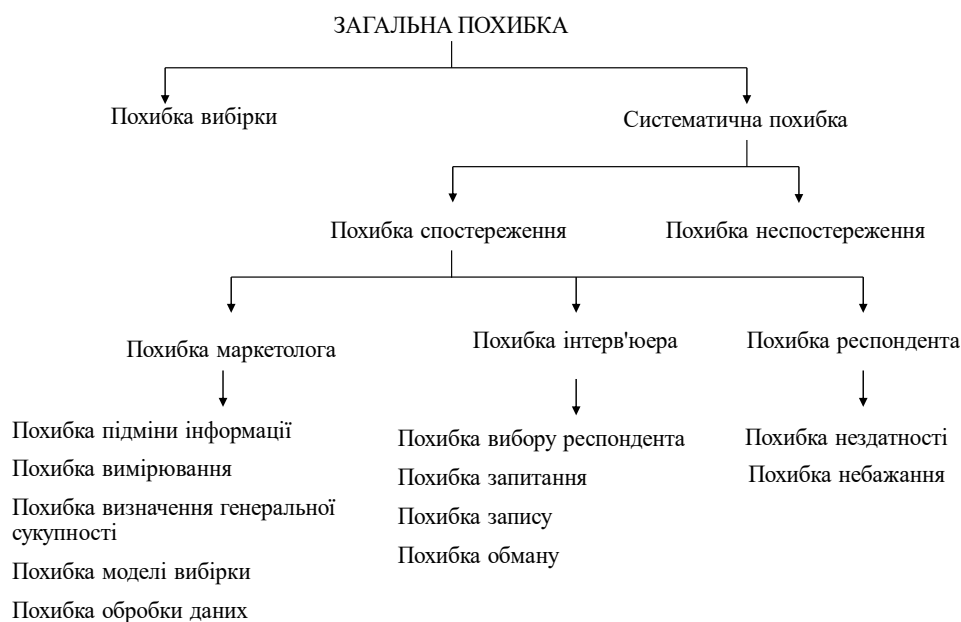 ЗАГАЛЬНА ПОХИБКА
Похибка вибірки
Систематична похибка
Похибка спостереження
Похибка неспостереження
Похибка маркетолога
Похибка інтерв'юера
Похибка респондента
Похибка підміни інформації
Похибка вимірювання
Похибка визначення генеральної
сукупності
Похибка моделі вибірки
Похибка обробки даних
Похибка вибору респондента
Похибка запитання
Похибка запису
Похибка обману
Похибка нездатності
Похибка небажання